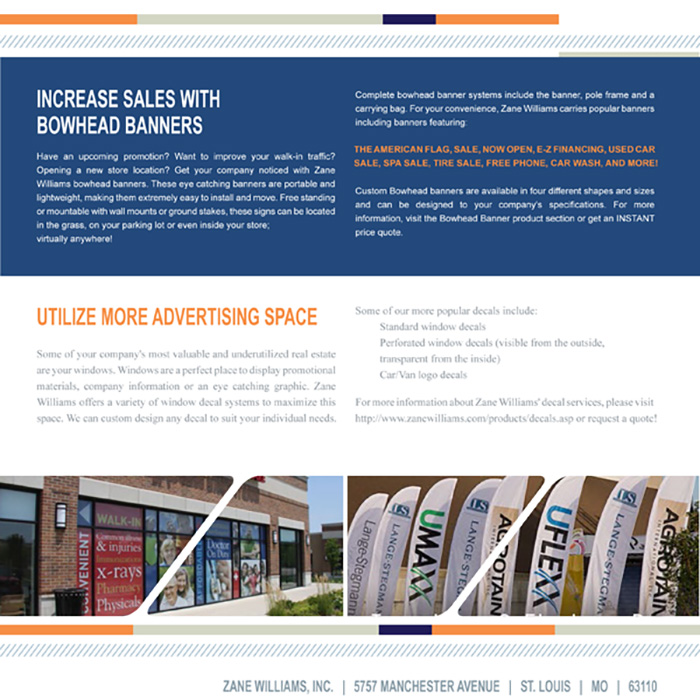 INCREASE SALES WITH
BOWHEAD BANNERS
Have an upcoming promotion? Want to improve your walk-in traffic?
Opening a new store location? Get your company noticed with Zane
Williams bowhead banners. These eye catching banners are portable and
lightweight, making them extremely easy to install and move. Free standing
or mountable with wall mounts or ground stakes, these signs can be located
in the grass, on your parking lot or even inside your store;
virtually anywhere!
Complete bowhead banner systems include the banner, pole frame and a
carrying bag. For your convenience, Zane Williams carries popular banners
including banners featuring:
THE AMERICAN FLAG, SALE, NOW OPEN, E-Z FINANCING, USED CAR
SALE, SPA SALE, TIRE SALE, FREE PHONE, CAR WASH, AND MORE!
Custom Bowhead banners are available in four different shapes and sizes
and can be designed to your company's specifications. For more
information, visit the Bowhead Banner product section or get an INSTANT
price quote.
UTILIZE MORE ADVERTISING SPACE
Some of your company's most valuable and underutilized real estate
are your windows. Windows are a perfect place to display promotional
materials, company information or an eye catching graphic. Zane
Williams offers a variety of window decal systems to maximize this
space. We can custom design any decal to suit your individual needs.
Some of our more popular decals include:
Standard window decals
Perforated window decals (visible from the outside,
transparent from the inside)
Car/Van logo decals
For more information about Zane Williams' decal services, please visit
http://www.zanewilliams.com/products/decals.asp or request a quote!
WALK-IN
CONVENIENT
Common illness
& injuries
x-rays
Pharmacy
Physicals
Doctor
On Duty
AFFORDABLE
Lange-Stegmann
LS
LANGE-STEGMANN
UMAXX
LS
LANGE-STEG
AGROTAIN
UFLEXX
LS
LANGE-STEGMANN
AGROTAIN
ZANE WILLIAMS, INC. | 5757 MANCHESTER AVENUE | ST. LOUIS | MO | 63110